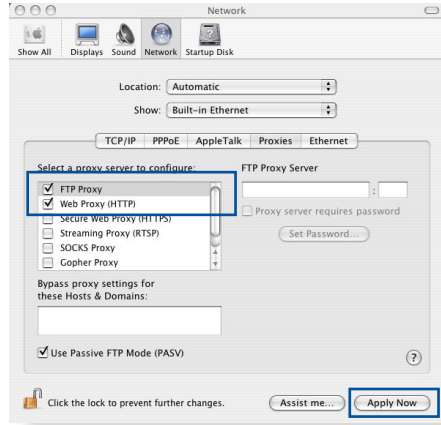 Network
Show All Displays Sound Network Startup Disk
Location: Automatic
Show: Built-in Ethernet
TCP/IP PPPoE AppleTalk Proxies Ethernet
Select a proxy server to configure: FTP Proxy Server
FTP Proxy
Web Proxy (HTTP)
:
Secure Web Proxy (HTTPS)
Proxy server requires password
Streaming Proxy (RTSP)
Set Password...
SOCKS Proxy
Gopher Proxy
Bypass proxy settings for
these Hosts & Domains:
Use Passive FTP Mode (PASV)
?
Click the lock to prevent further changes. Assist me... Apply Now